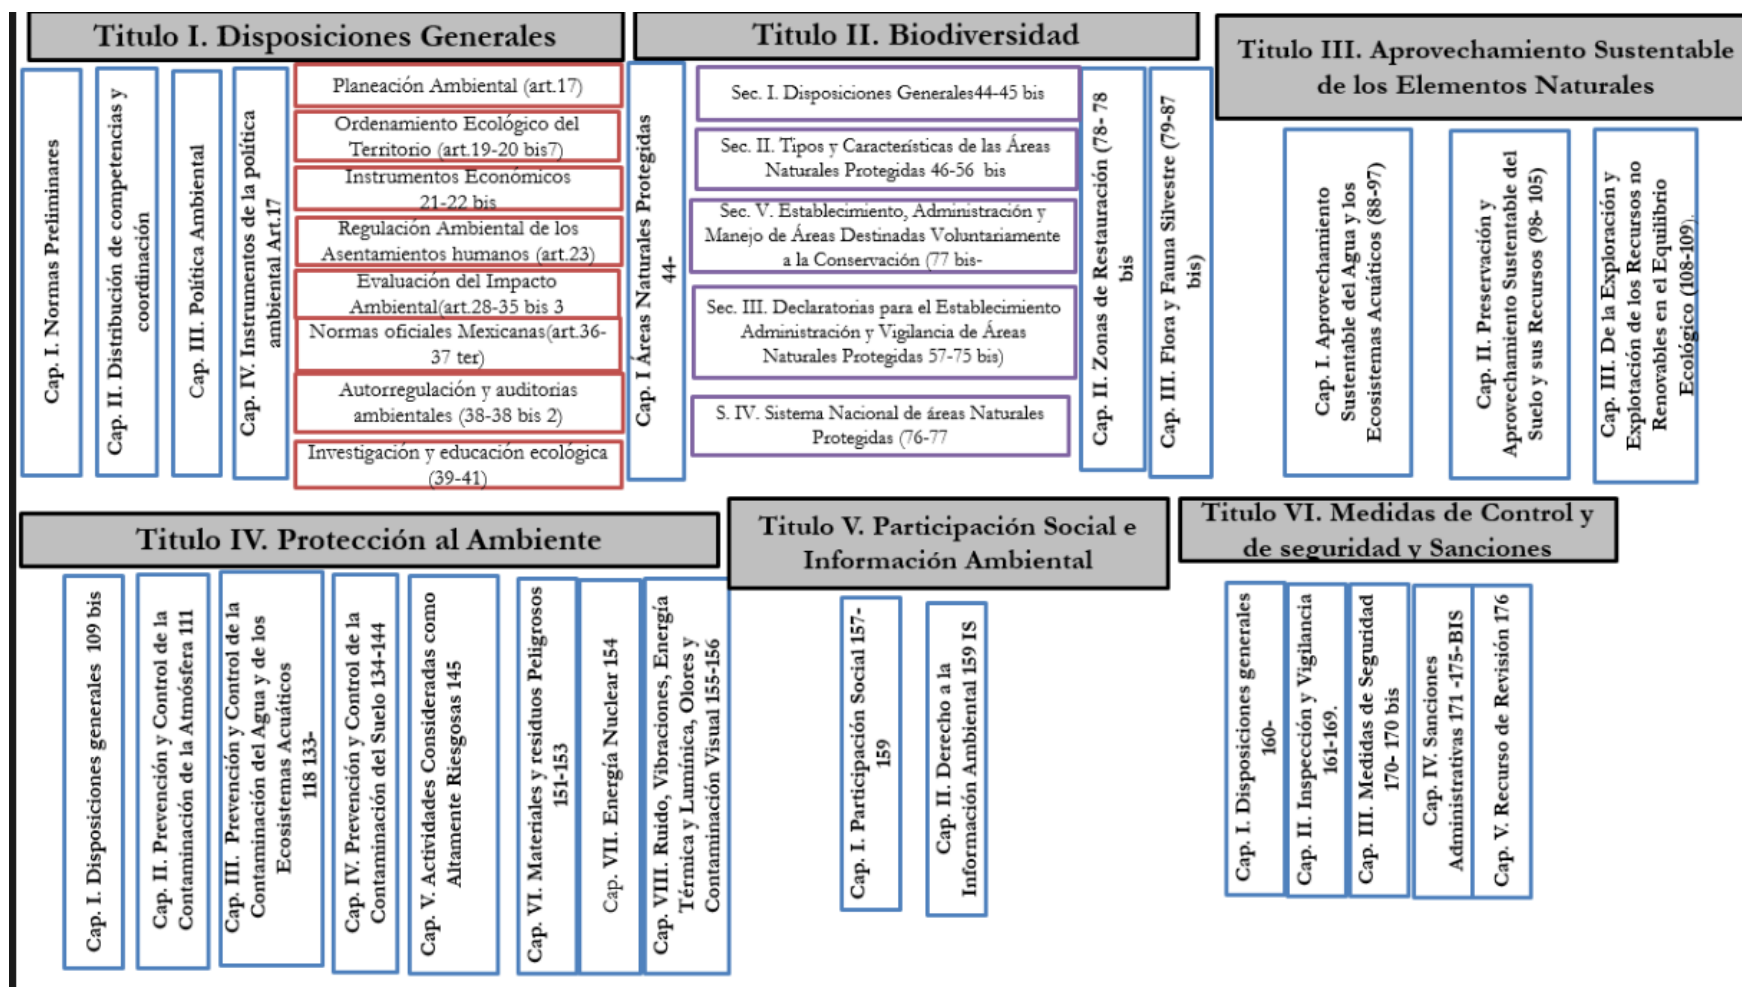 Titulo I. Disposiciones Generales
Cap. I. Normas Preliminares
Cap. II. Distribución de competencias y
coordinación
Cap. III. Política Ambiental
Cap. IV. Instrumentos de la política
ambiental Art.17
Planeación Ambiental (art.17)
Ordenamiento Ecológico del
Territorio (art.19-20 bis7)
Instrumentos Económicos
21-22 bis
Regulación Ambiental de los
Asentamientos humanos (art.23)
Evaluación del Impacto
Ambiental(art.28-35 bis 3
Normas oficiales Mexicanas(art.36-
37 ter)
Autorregulación y auditorias
ambientales (38-38 bis 2)
Investigación y educación ecológica
(39-41)
Titulo II. Biodiversidad
Cap. I Áreas Naturales Protegidas
44-
Sec. I. Disposiciones Generales44-45 bis
Sec. II. Tipos y Características de las Áreas
Naturales Protegidas 46-56 bis
Sec. V. Establecimiento, Administración y
Manejo de Áreas Destinadas Voluntariamente
a la Conservación (77 bis-
Sec. III. Declaratorias para el Establecimiento
Administración y Vigilancia de Áreas
Naturales Protegidas 57-75 bis)
S. IV. Sistema Nacional de áreas Naturales
Protegidas (76-77
Cap. II. Zonas de Restauración (78- 78
bis
Cap. III. Flora y Fauna Silvestre (79-87
bis)
Titulo III. Aprovechamiento Sustentable
de los Elementos Naturales
Cap. I. Aprovechamiento
Sustentable del Agua y los
Ecosistemas Acuáticos (88-97)
Cap. II. Preservación y
Aprovechamiento Sustentable del
Suelo y sus Recursos (98- 105)
Cap. III. De la Exploración y
Explotación de los Recursos no
Renovables en el Equilibrio
Ecológico (108-109).
Titulo IV. Protección al Ambiente
Cap. I. Disposiciones generales 109 bis
Cap. II. Prevención y Control de la
Contaminación de la Atmósfera 111
Cap. III. Prevención y Control de la
Contaminación del Agua y de los
Ecosistemas Acuáticos
118 133-
Cap. IV. Prevención y Control de la
Contaminación del Suelo 134-144
Cap. V. Actividades Consideradas como
Altamente Riesgosas 145
Cap. VI. Materiales y residuos Peligrosos
151-153
Cap. VII. Energía Nuclear 154
Cap. VIII. Ruido, Vibraciones, Energía
Térmica y Lumínica, Olores y
Contaminación Visual 155-156
Titulo V. Participación Social e
Información Ambiental
Cap. I. Participación Social 157-
159
Cap. II. Derecho a la
Información Ambiental 159 IS
Titulo VI. Medidas de Control y
de seguridad y Sanciones
Cap. I. Disposiciones generales
160-
Cap. II. Inspección y Vigilancia
161-169.
Cap. III. Medidas de Seguridad
170- 170 bis
Cap. IV. Sanciones
Administrativas 171 -175-BIS
Cap. V. Recurso de Revisión 176